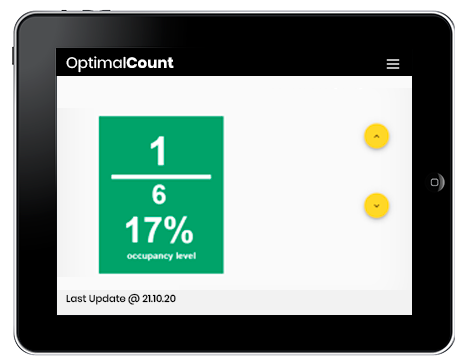 OptimalCount
1
6
17%
occupancy level
Last Update @ 21.10.20